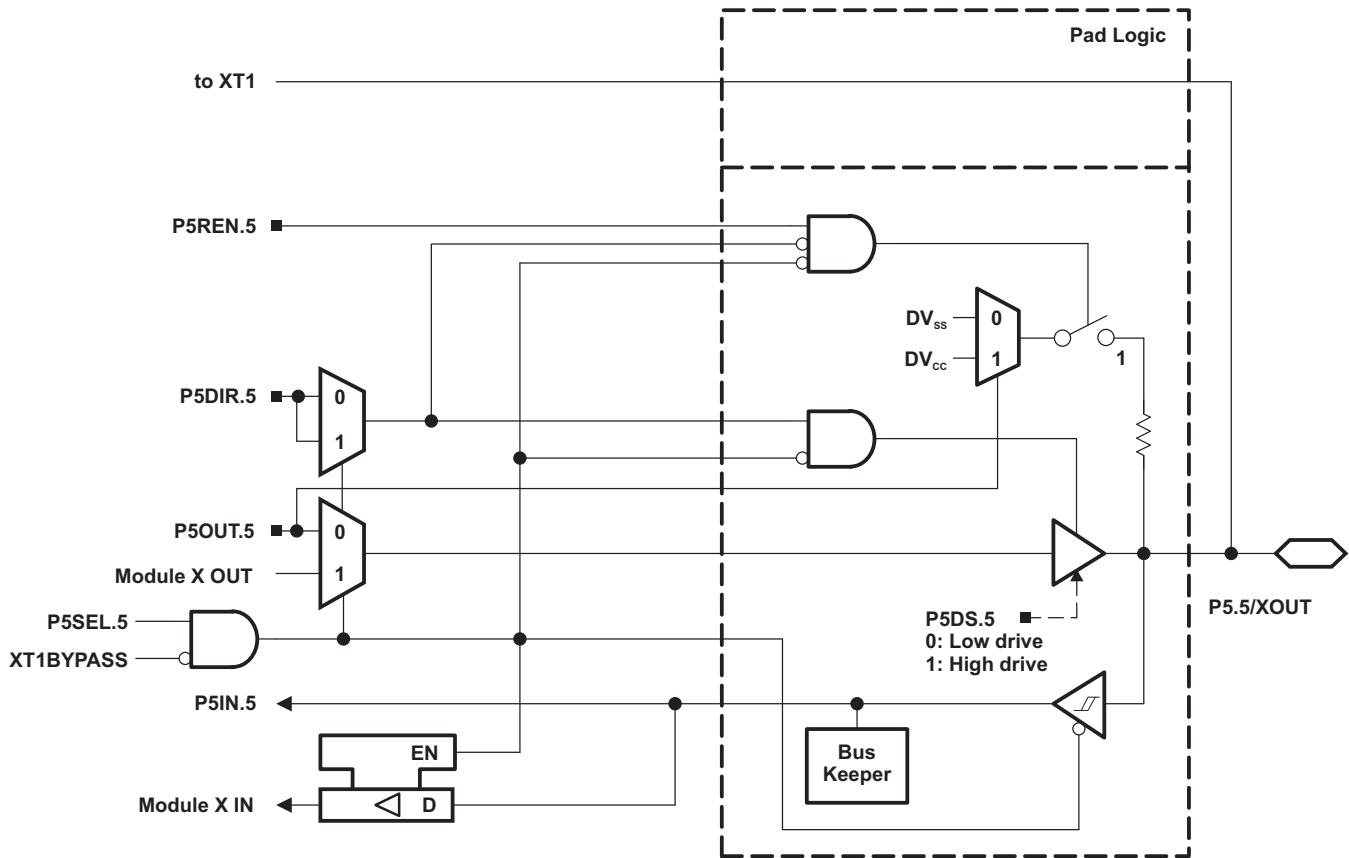 Pad Logic
to XT1
P5REN.5
DVss
0
DVcc
1
1
P5DIR.5
0
1
P5OUT.5
0
Module X OUT
1
P5SEL.5
XT1BYPASS
P5DS.5
0: Low drive
1: High drive
P5.5/XOUT
P5IN.5
EN
Bus
Keeper
Module X IN
D